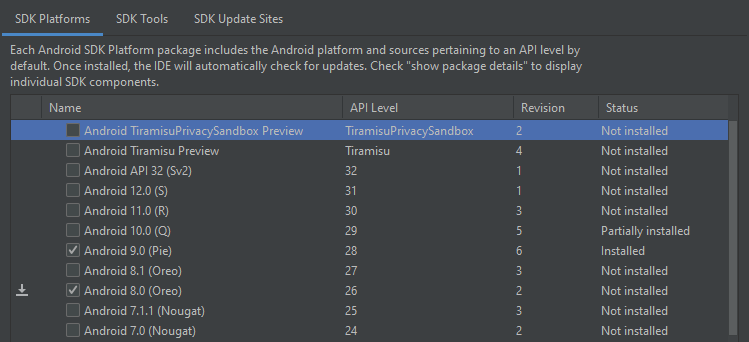 SDK Platforms SDK Tools SDK Update Sites
Each Android SDK Platform package includes the Android platform and sources pertaining to an API level by
default. Once installed, the IDE will automatically check for updates. Check "show package details" to display
individual SDK components.
Name API Level Revision Status
Android TiramisuPrivacySandbox Preview TiramisuPrivacySandbox 2 Not installed
Android Tiramisu Preview Tiramisu 4 Not installed
Android API 32 (Sv2) 32 1 Not installed
Android 12.0 (S) 31 1 Not installed
Android 11.0 (R) 30 3 Not installed
Android 10.0 (Q) 29 5 Partially installed
Android 9.0 (Pie) 28 6 Installed
Android 8.1 (Oreo) 27 3 Not installed
Android 8.0 (Oreo) 26 2 Not installed
Android 7.1.1 (Nougat) 25 3 Not installed
Android 7.0 (Nougat) 24 2 Not installed